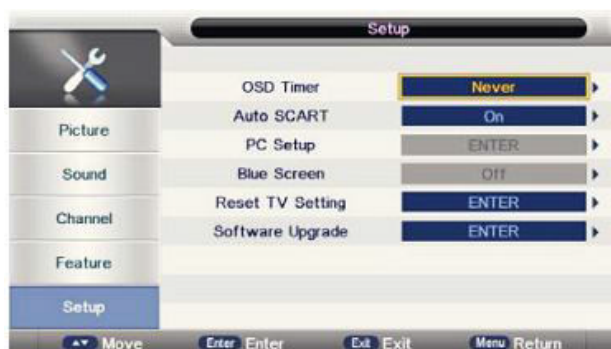 Setup
OSD Timer Never
Auto SCART On
PC Setup ENTER
Blue Screen Off
Reset TV Setting ENTER
Software Upgrade ENTER
Picture
Sound
Channel
Feature
Setup
Move Enter Enter Exit Exit Menu Return